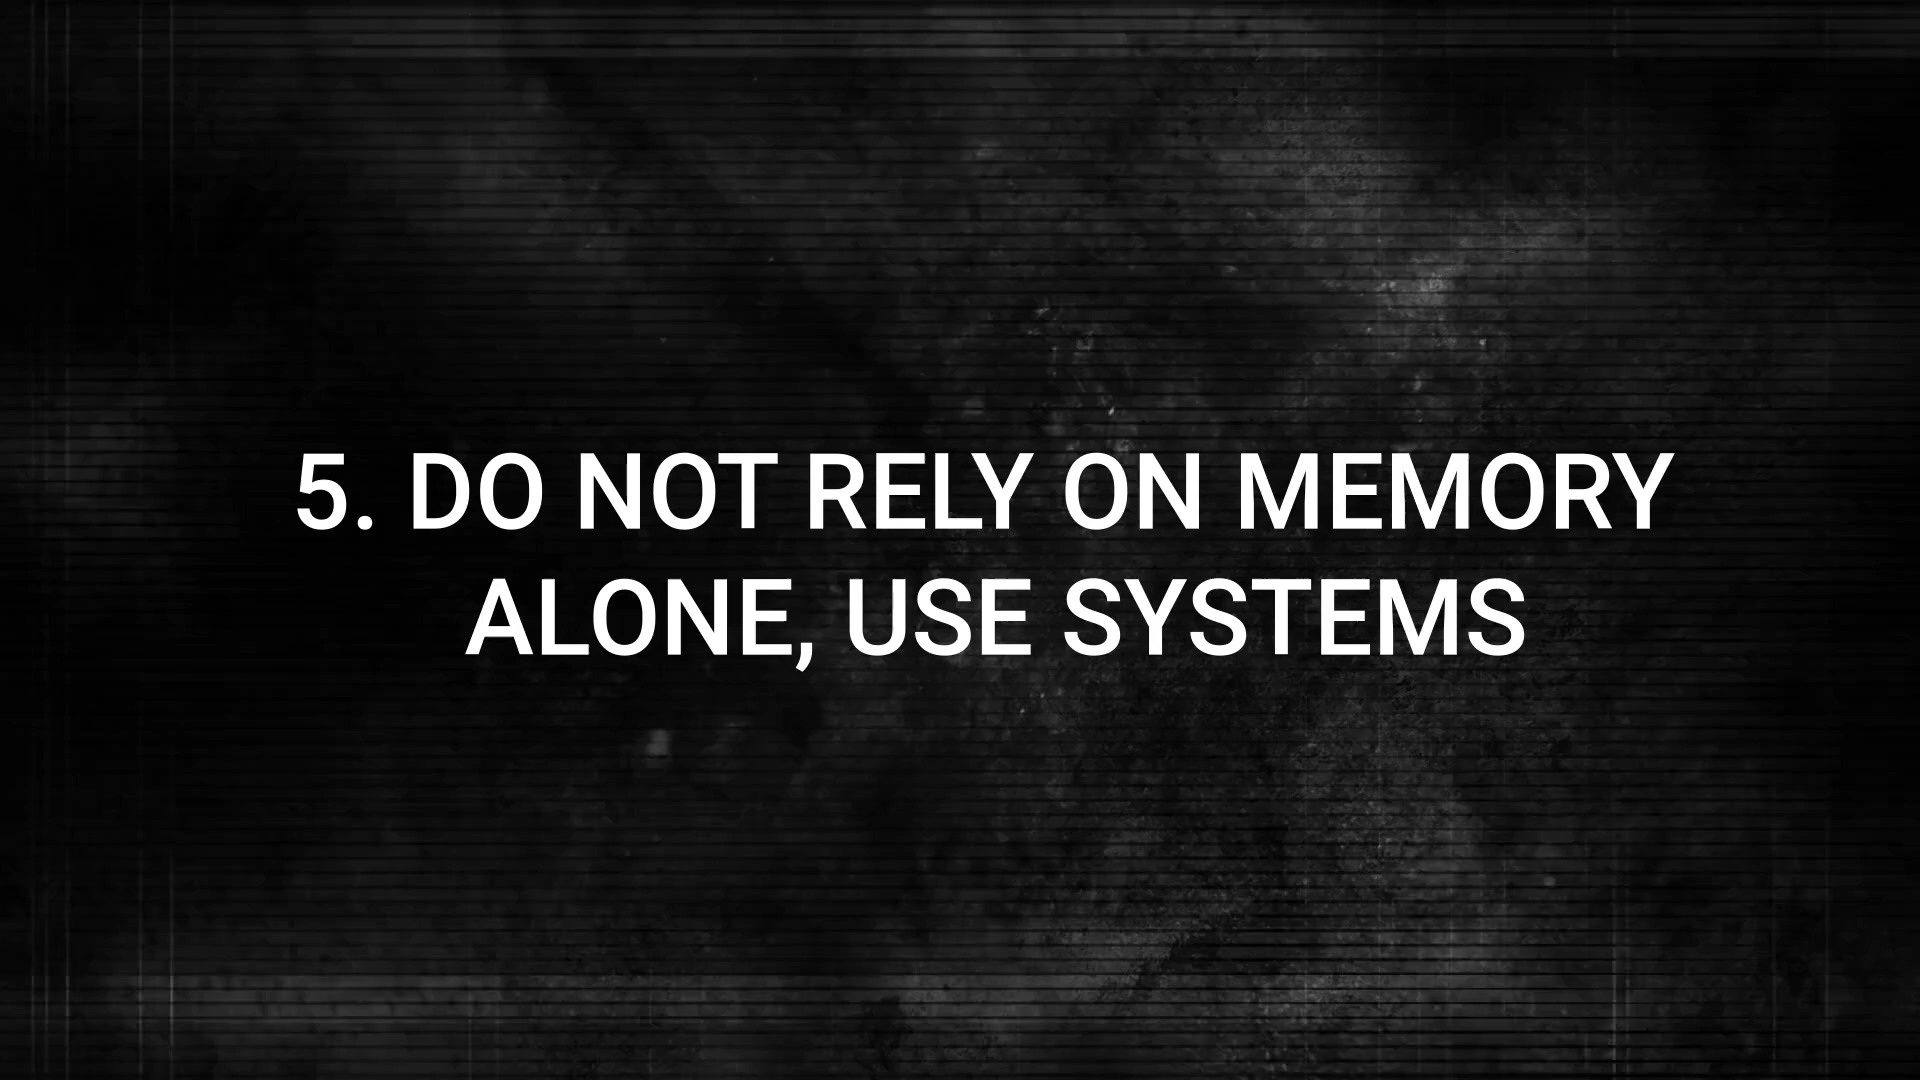 5. DO NOT RELY ON MEMORY
ALONE, USE SYSTEMS